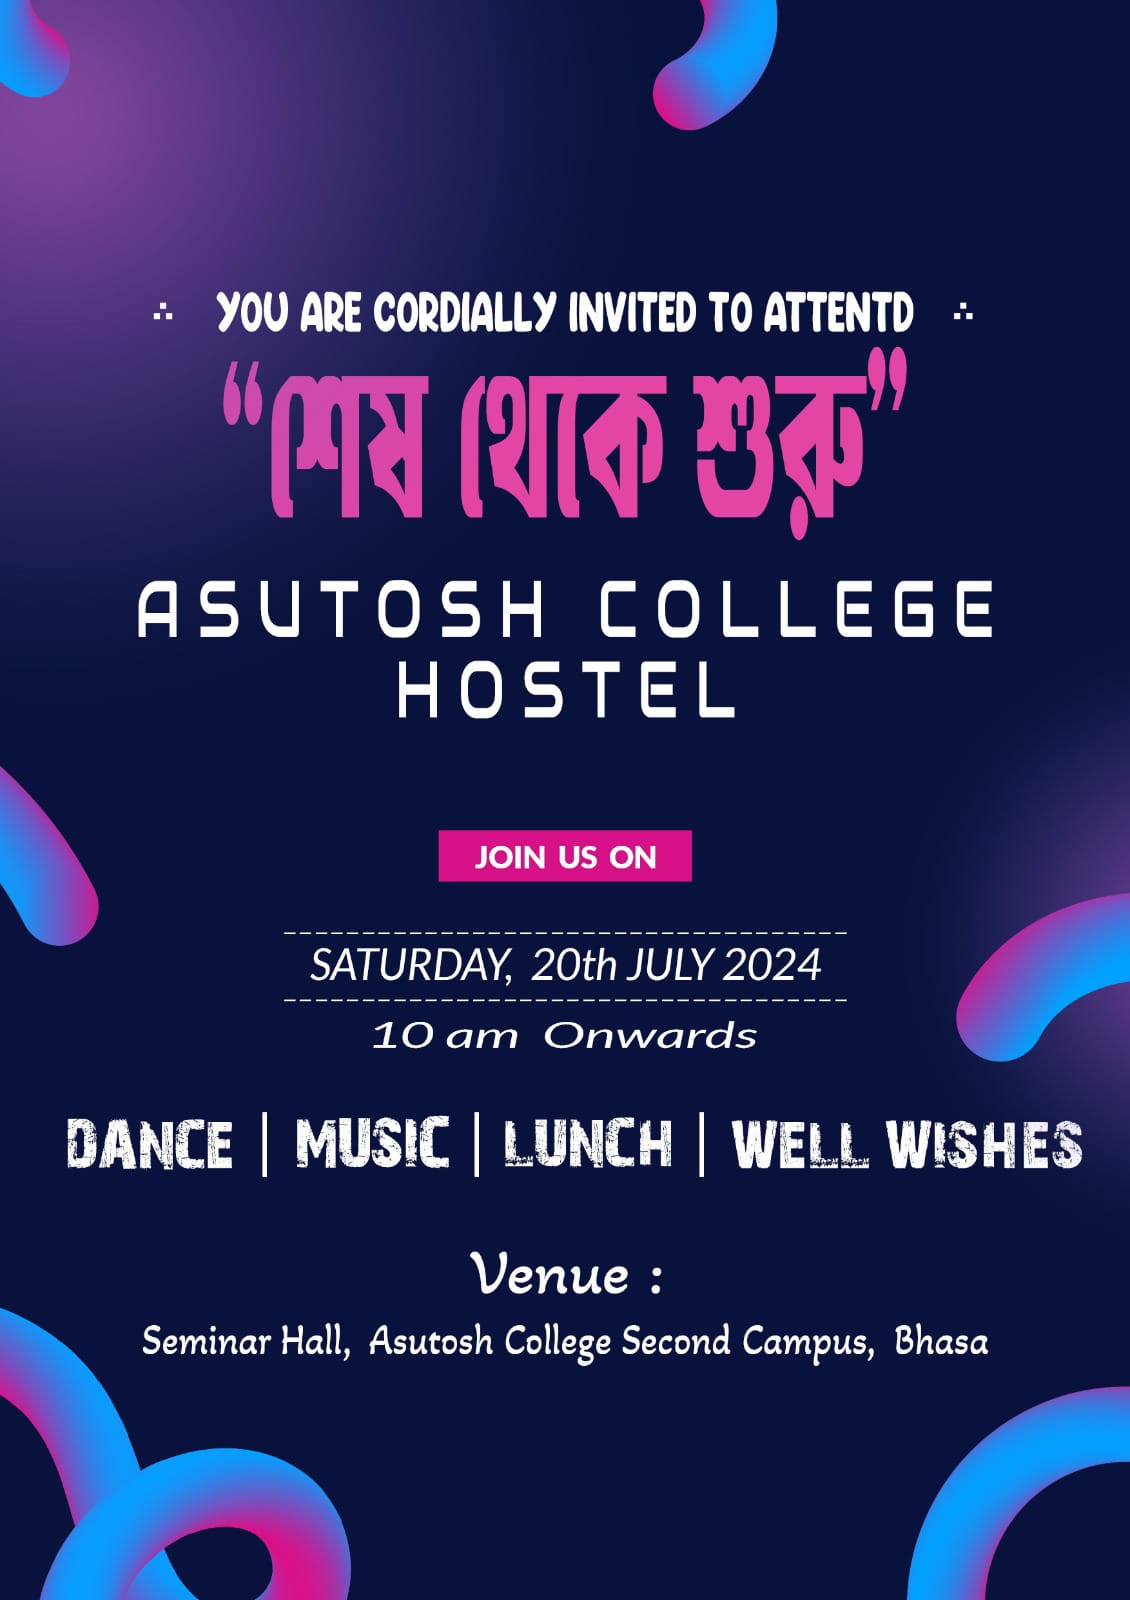 YOU ARE CORDIALLY INVITED TO ATTENTD
“শেষ থেকে শুরু”
ASUTOSH COLLEGE
HOSTEL
JOIN US ON
SATURDAY, 20th JULY 2024
10 am Onwards
DANCE | MUSIC | LUNCH | WELL WISHES
Venue :
Seminar Hall, Asutosh College Second Campus, Bhasa